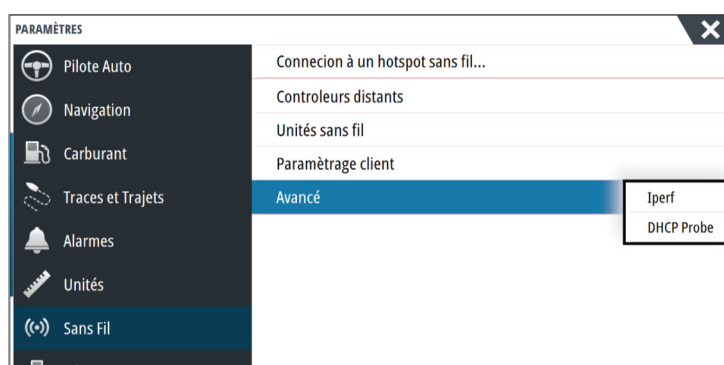 PARAMÈTRES
Pilote Auto
Navigation
Carburant
Traces et Trajets
Alarmes
Unités
Sans Fil
Connecion à un hotspot sans fil...
Controleurs distants
Unités sans fil
Paramètrage client
Avancé
Iperf
DHCP Probe